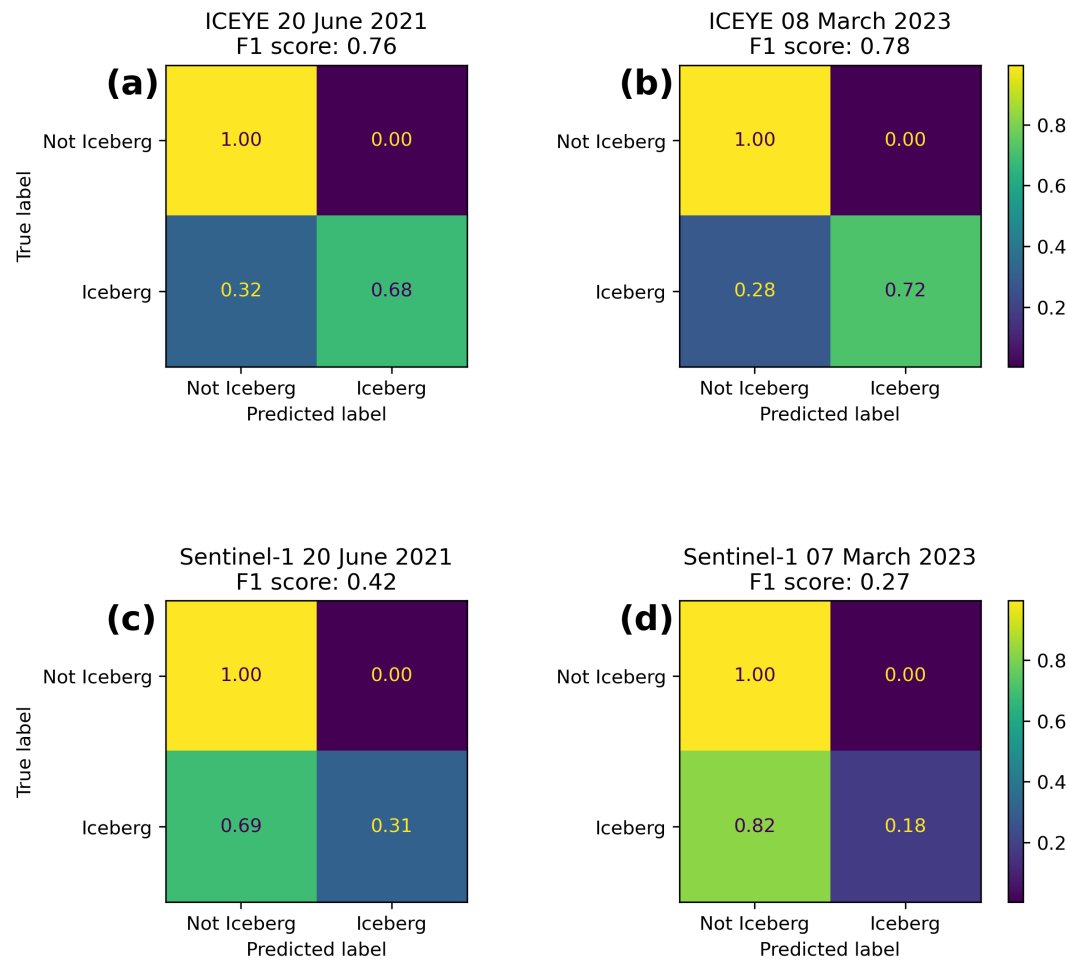 ICEYE 20 June 2021
F1 score: 0.76
(a)
Not Iceberg
1.00
0.00
True label
Iceberg
0.32
0.68
Not Iceberg
Iceberg
Predicted label
ICEYE 08 March 2023
F1 score: 0.78
(b)
Not Iceberg
1.00
0.00
Iceberg
0.28
0.72
Not Iceberg
Iceberg
Predicted label
0.8
0.6
0.4
0.2
Sentinel-1 20 June 2021
F1 score: 0.42
(c)
Not Iceberg
1.00
0.00
True label
Iceberg
0.69
0.31
Not Iceberg
Iceberg
Predicted label
Sentinel-1 07 March 2023
F1 score: 0.27
(d)
Not Iceberg
1.00
0.00
Iceberg
0.82
0.18
Not Iceberg
Iceberg
Predicted label
0.8
0.6
0.4
0.2